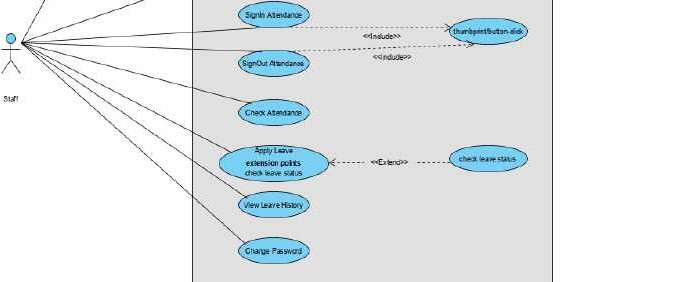 SignIn Attendance
thumbprint/button-click
<<Include>>
<<Include>>
SignOut Attendance
Staff
Check Attendance
Apply Leave
extension points
check leave status
<<Extend>>
check leave status
View Leave History
Change Password